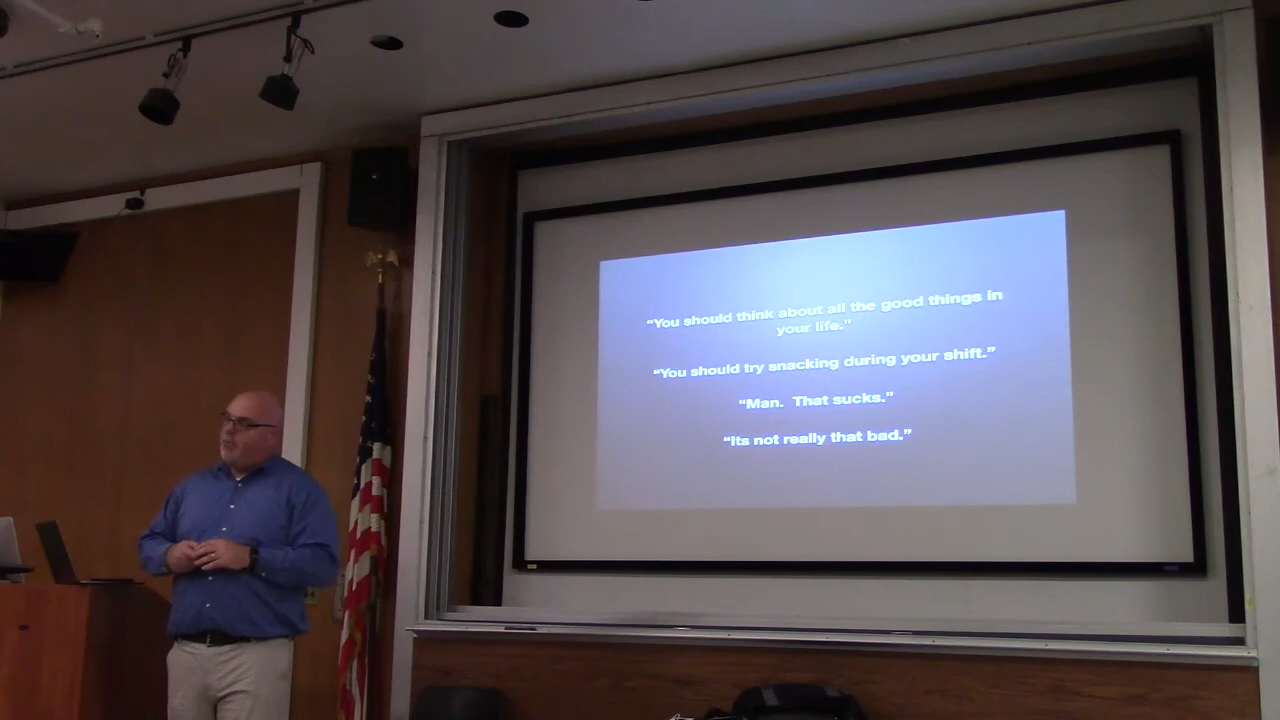 “You should think about all the good things in
your life.”
“You should try snacking during your shift.”
“Man.  That sucks.”
“Its not really that bad.”